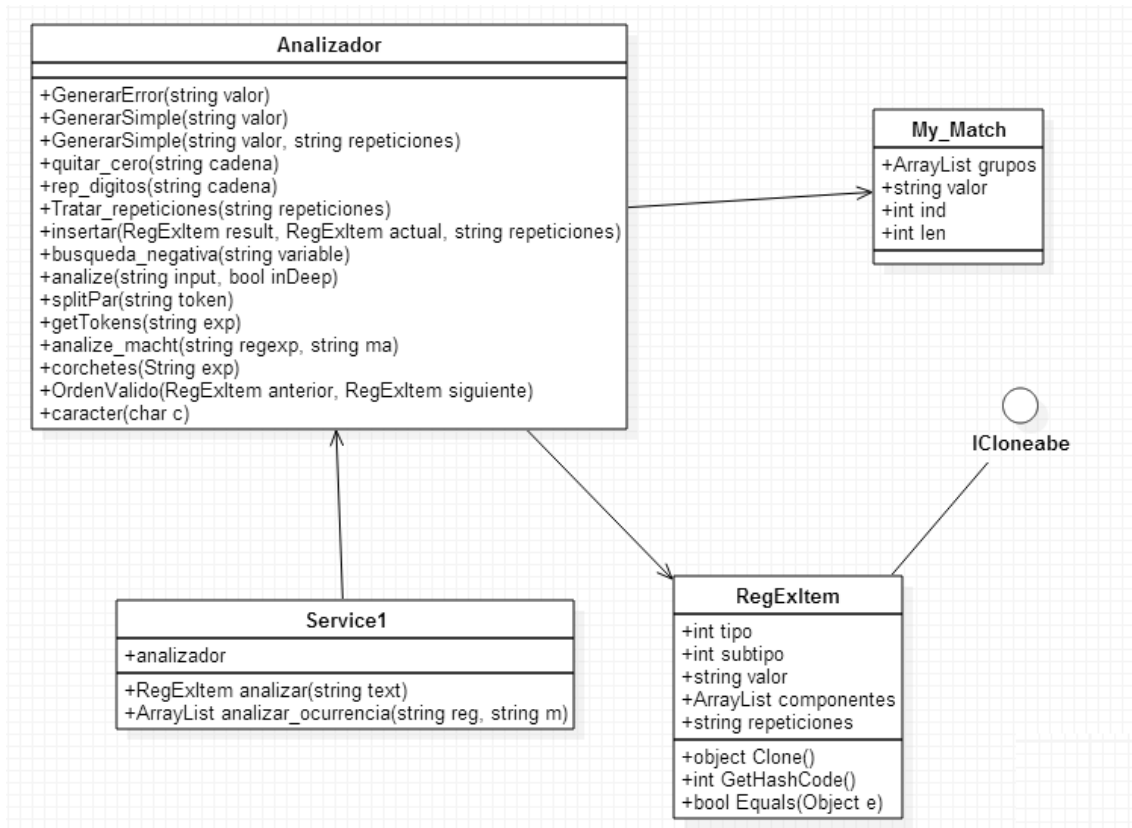 Analizador
+GenerarError(string valor)
+GenerarSimple(string valor)
+GenerarSimple(string valor, string repeticiones)
+quitar_cero(string cadena)
+rep_digitos(string cadena)
+Tratar_repeticiones(string repeticiones)
+insertar(RegExItem result, RegExItem actual, string repeticiones)
+busqueda_negativa(string variable)
+analize(string input, bool inDeep)
+splitPar(string token)
+getTokens(string exp)
+analize_macht(string regexp, string ma)
+corchetes(String exp)
+OrdenValido(RegExItem anterior, RegExItem siguiente)
+caracter(char c)
My_Match
+ArrayList grupos
+string valor
+int ind
+int len
ICloneabe
Service1
+analizador
+RegExItem analizar(string text)
+ArrayList analizar_ocurrencia(string reg, string m)
RegExItem
+int tipo
+int subtipo
+string valor
+ArrayList componentes
+string repeticiones
+object Clone()
+int GetHashCode()
+bool Equals(Object e)